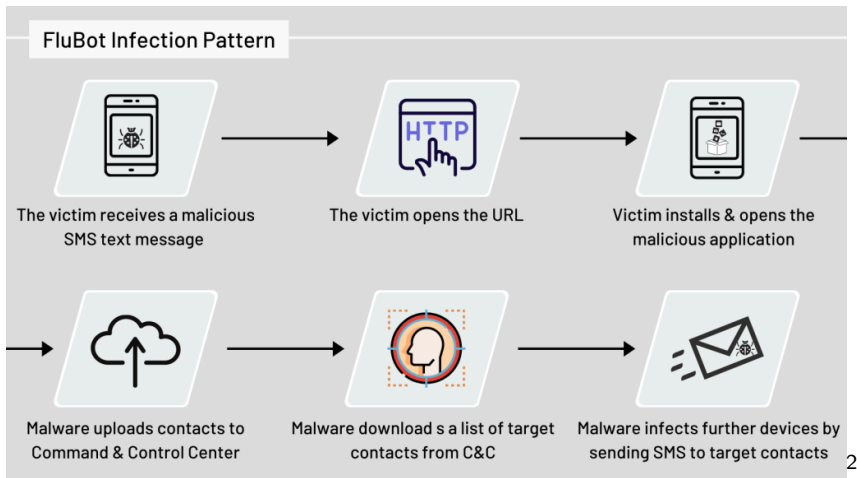 FluBot Infection Pattern
HTTP
The victim receives a malicious
SMS text message
The victim opens the URL
Victim installs & opens the
malicious application
Malware uploads contacts to
Command & Control Center
Malware download s a list of target
contacts from C&C
Malware infects further devices by
sending SMS to target contacts
2